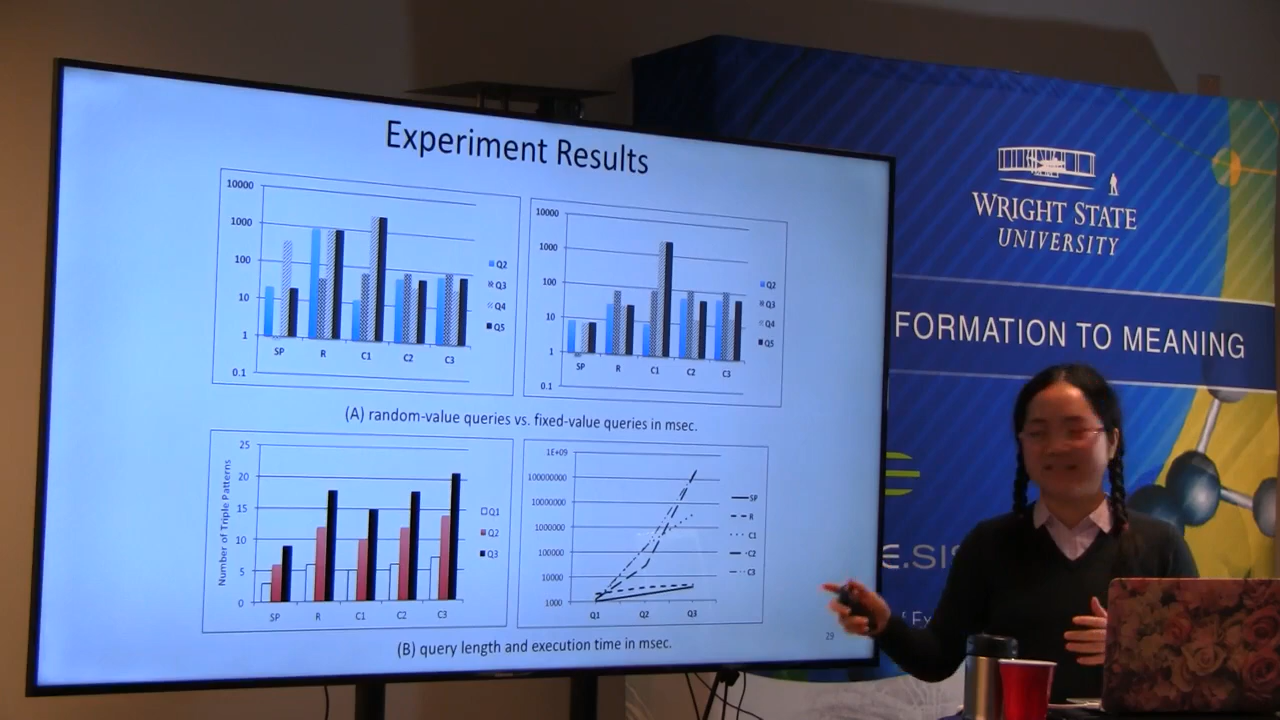 Experiment Results
10000
1000
100
10
1
0.1
SP R C1 C2 C3
Q2
Q3
Q4
Q5
10000
1000
100
10
1
0.1
SP R C1 C2 C3
Q2
Q3
Q4
Q5
(A) random-value queries vs. fixed-value queries in msec.
Number of Triple Patterns
25
20
15
10
5
0
SP R C1 C2 C3
Q1
Q2
Q3
1E+09
100000000
10000000
1000000
100000
10000
1000
Q1 Q2 Q3
SP
R
C1
C2
C3
(B) query length and execution time in msec.
29
WRIGHT STATE
UNIVERSITY
FORMATION TO MEANING
E.SIS
f Ex